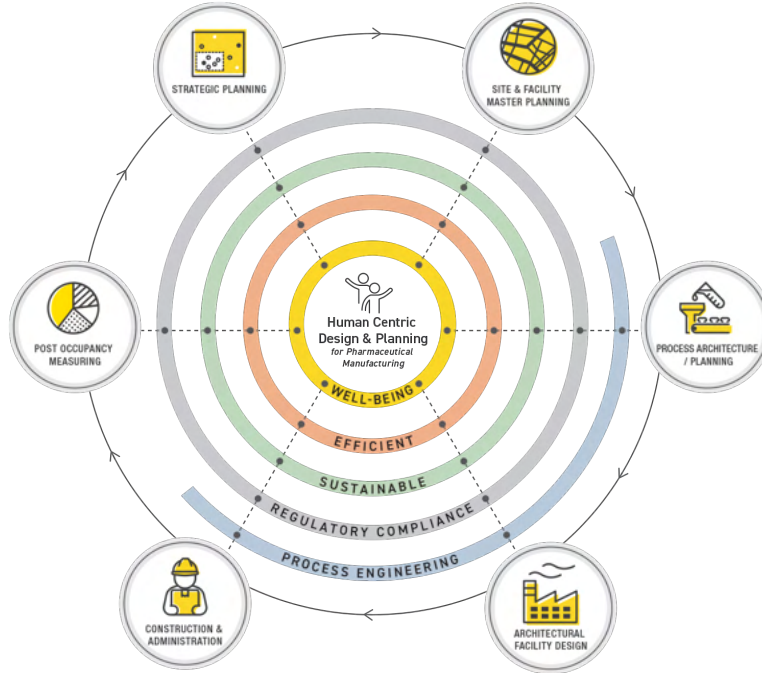 STRATEGIC PLANNING
SITE & FACILITY
MASTER PLANNING
POST OCCUPANCY
MEASURING
Human Centric
Design & Planning
for Pharmaceutical
Manufacturing
PROCESS ARCHITECTURE
/ PLANNING
WELL-BEING
EFFICIENT
SUSTAINABLE
REGULATORY COMPLIANCE
PROCESS ENGINEERING
CONSTRUCTION &
ADMINISTRATION
ARCHITECTURAL
FACILITY DESIGN